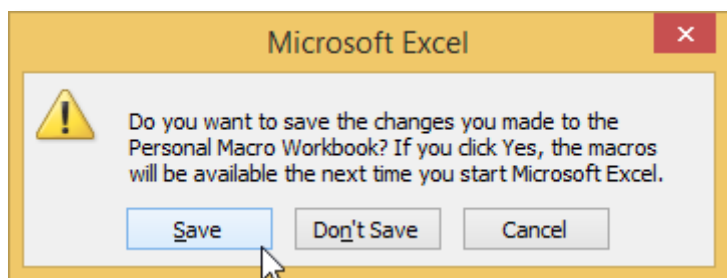 Microsoft Excel
Do you want to save the changes you made to the
Personal Macro Workbook? If you click Yes, the macros
will be available the next time you start Microsoft Excel.
Save Don't Save Cancel